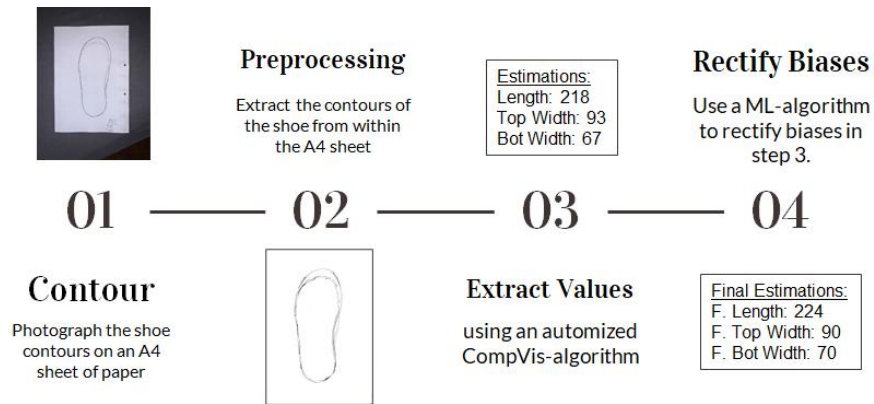 01
Contour
Photograph the shoe
contours on an A4
sheet of paper
Preprocessing
Extract the contours of
the shoe from within
the A4 sheet
02
Estimations:
Length: 218
Top Width: 93
Bot Width: 67
03
Extract Values
using an automized
CompVis-algorithm
Rectify Biases
Use a ML-algorithm
to rectify biases in
step 3.
04
Final Estimations:
F. Length: 224
F. Top Width: 90
F. Bot Width: 70